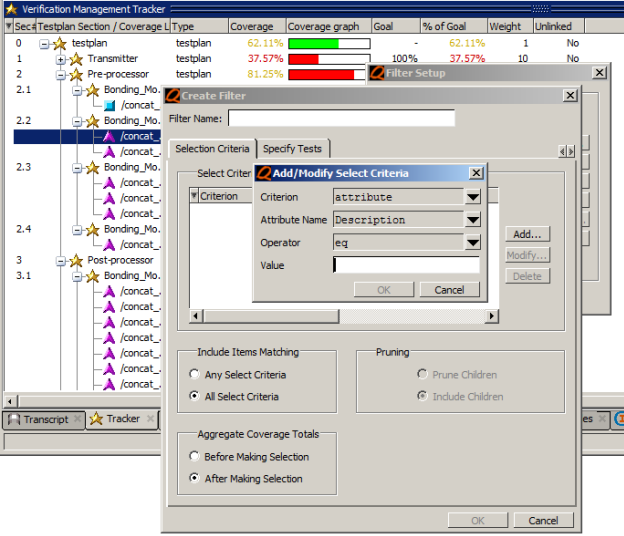 Verification Management Tracker
Sec# Testplan Section / Coverage L Type Coverage Coverage graph Goal % of Goal Weight Unlinked
0 testplan testplan 62.11% - 62.11% 1 No
1 Transmitter testplan 37.57% 100% 37.57% 10 No
2 Pre-processor testplan 81.25%
Filter Setup
2.1 Bonding_Mo..
/concat_.
2.2 Bonding_Mo..
/concat_.
/concat_.
2.3 Bonding_Mo..
/concat_.
/concat_.
/concat_.
2.4 Bonding_Mo..
/concat_.
3 Post-processor
3.1 Bonding_Mo..
/concat_.
/concat_.
/concat_.
/concat_.
/concat_.
/concat_.
/concat_.
Transcript Tracker
es
Create Filter
Filter Name:
Selection Criteria Specify Tests
Select Criter
Criterion
Add...
Modify...
Delete
Add/Modify Select Criteria
Criterion attribute
Attribute Name Description
Operator eq
Value
OK Cancel
Include Items Matching
Any Select Criteria
All Select Criteria
Pruning
Prune Children
Include Children
Aggregate Coverage Totals
Before Making Selection
After Making Selection
OK Cancel